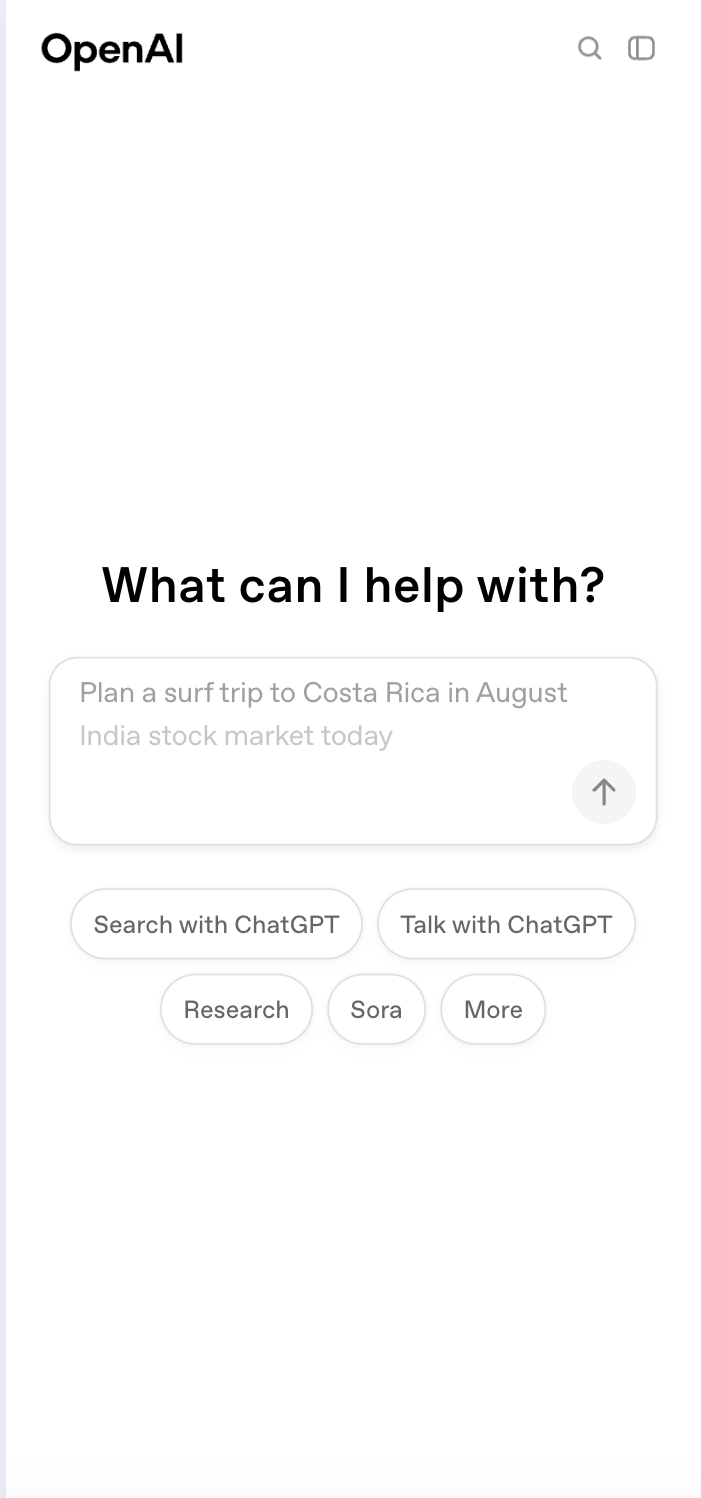 OpenAI
What can I help with?
Plan a surf trip to Costa Rica in August
India stock market today
Search with ChatGPT
Talk with ChatGPT
Research
Sora
More